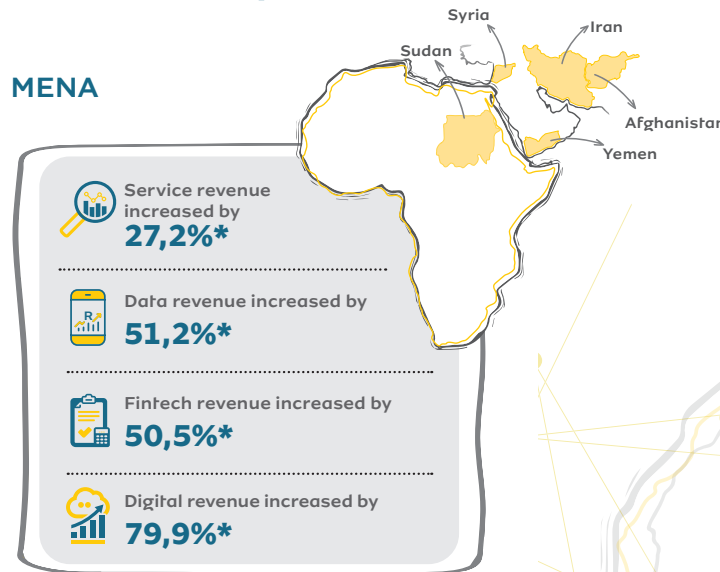 Syria
Iran
Sudan
MENA
Afghanistan
Yemen
Service revenue
increased by
27,2%*
Data revenue increased by
R
51,2%*
Fintech revenue increased by
50,5%*
Digital revenue increased by
79,9%*